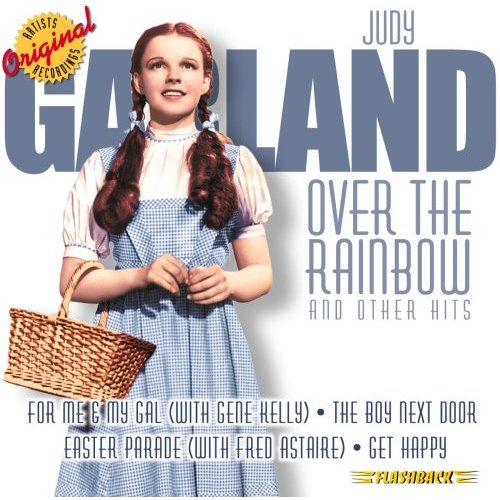 ARTISTS
Original
RECORDINGS
JUDY
GARLAND
OVER THE
RAINBOW
AND OTHER HITS
FOR ME & MY GAL (WITH GENE KELLY) • THE BOY NEXT DOOR
EASTER PARADE (WITH FRED ASTAIRE) • GET HAPPY
FLASHBACK